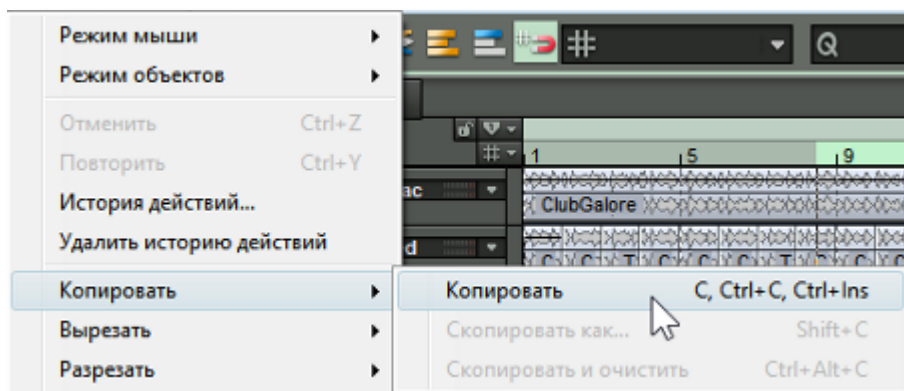 Режим мыши
Режим объектов
Отменить Ctrl+Z
Повторить Ctrl+Y
История действий...
Удалить историю действий
Копировать
Вырезать
Разрезать
Копировать C, Ctrl+C, Ctrl+Ins
Скопировать как... Shift+C
Скопировать и очистить Ctrl+Alt+C
Q
1 5 9
ac
ClubGalore
d